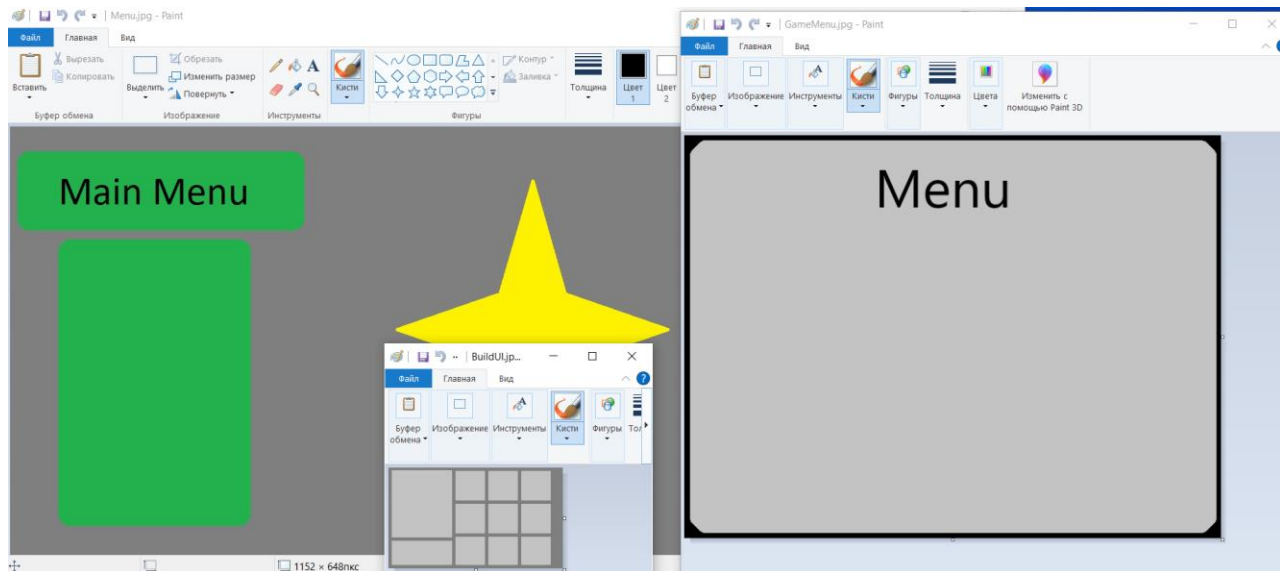 Menu.jpg - Paint
Файл Главная Вид
Вставить
Вырезать
Копировать
Буфер обмена
Выделить
Обрезать
Изменить размер
Повернуть
Изображение
Инструменты
Кисти
Контур
Заливка
Фигуры
Толщина
Цвет
1
Цвет
2
Main Menu
1152 × 648пкс
BuildUI.jp...
Файл Главная Вид
Буфер
обмена
Изображение
Инструменты
Кисти
Фигуры
Тол
GameMenu.jpg - Paint
Файл Главная Вид
Буфер
обмена
Изображение
Инструменты
Кисти
Фигуры
Толщина
Цвета
Изменить с
помощью Paint 3D
Menu